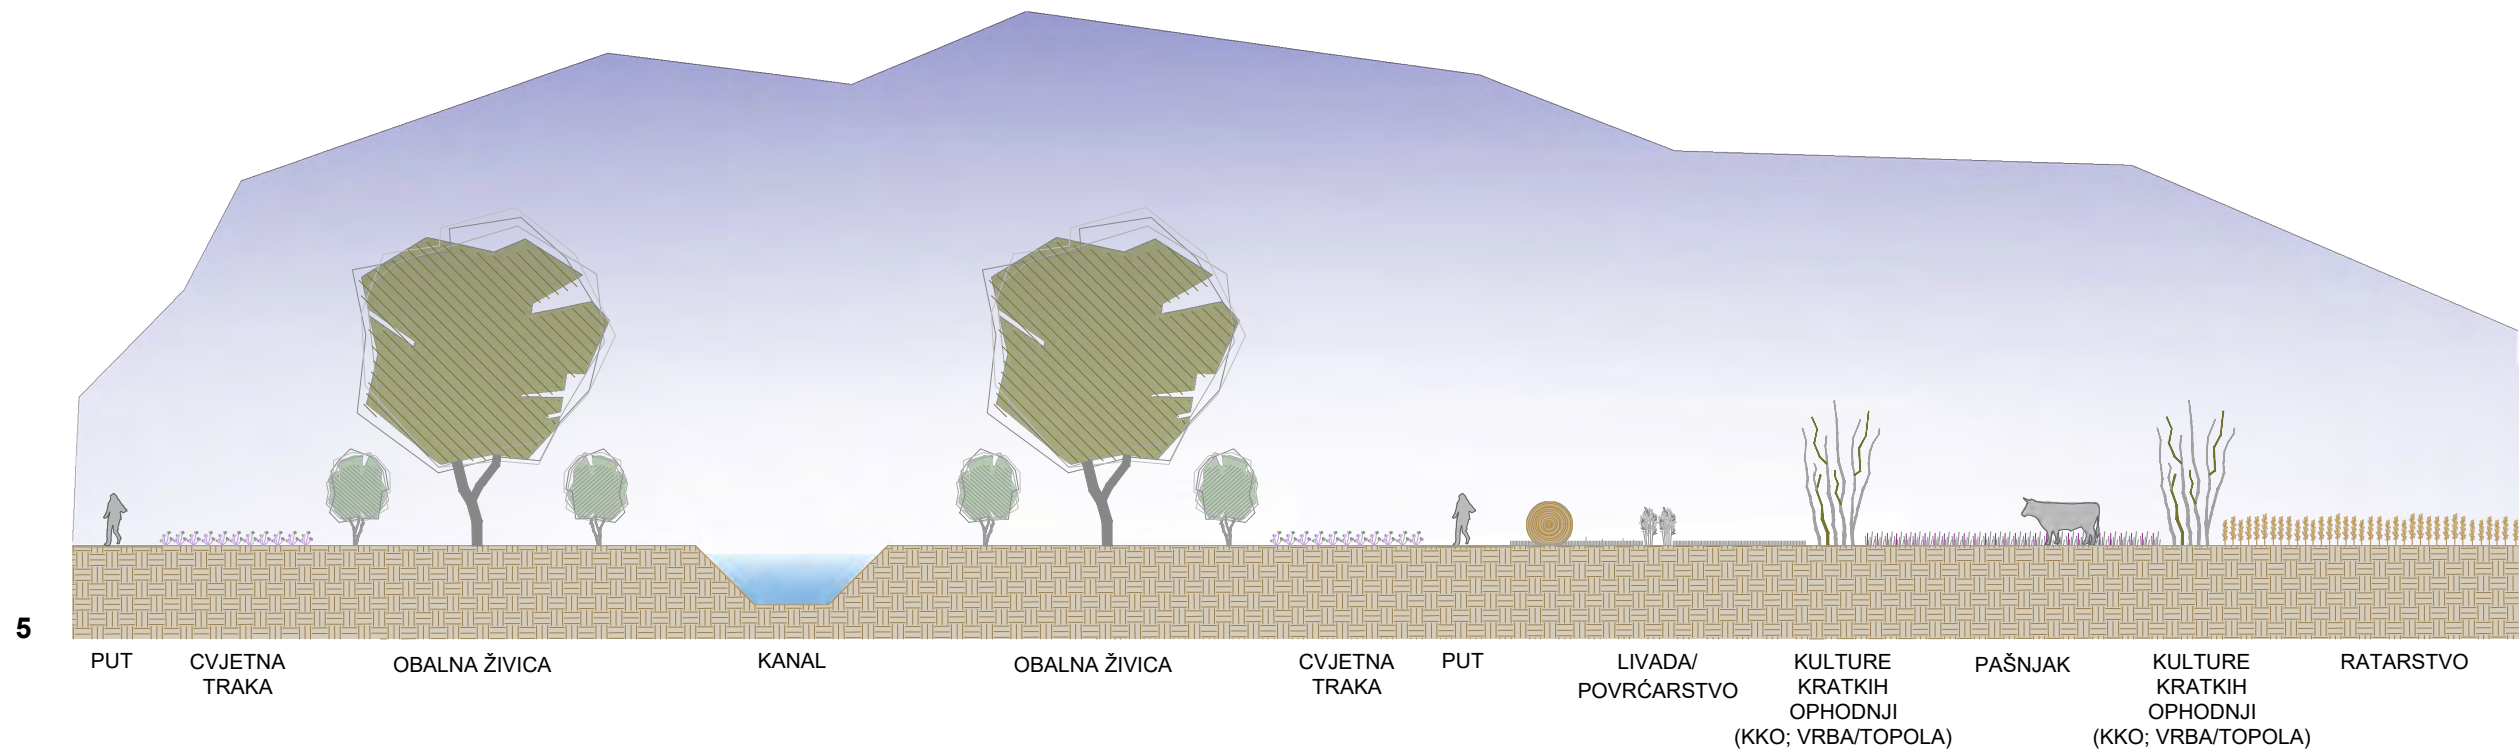 5
PUT
CVJETNA
TRAKA
OBALNA ŽIVICA
KANAL
OBALNA ŽIVICA
CVJETNA
TRAKA
PUT
LIVADA/
POVRĆARSTVO
KULTURE
KRATKIH
OPHODNJI
(KKO; VRBA/TOPOLA)
PAŠNJAK
KULTURE
KRATKIH
OPHODNJI
(KKO; VRBA/TOPOLA)
RATARSTVO